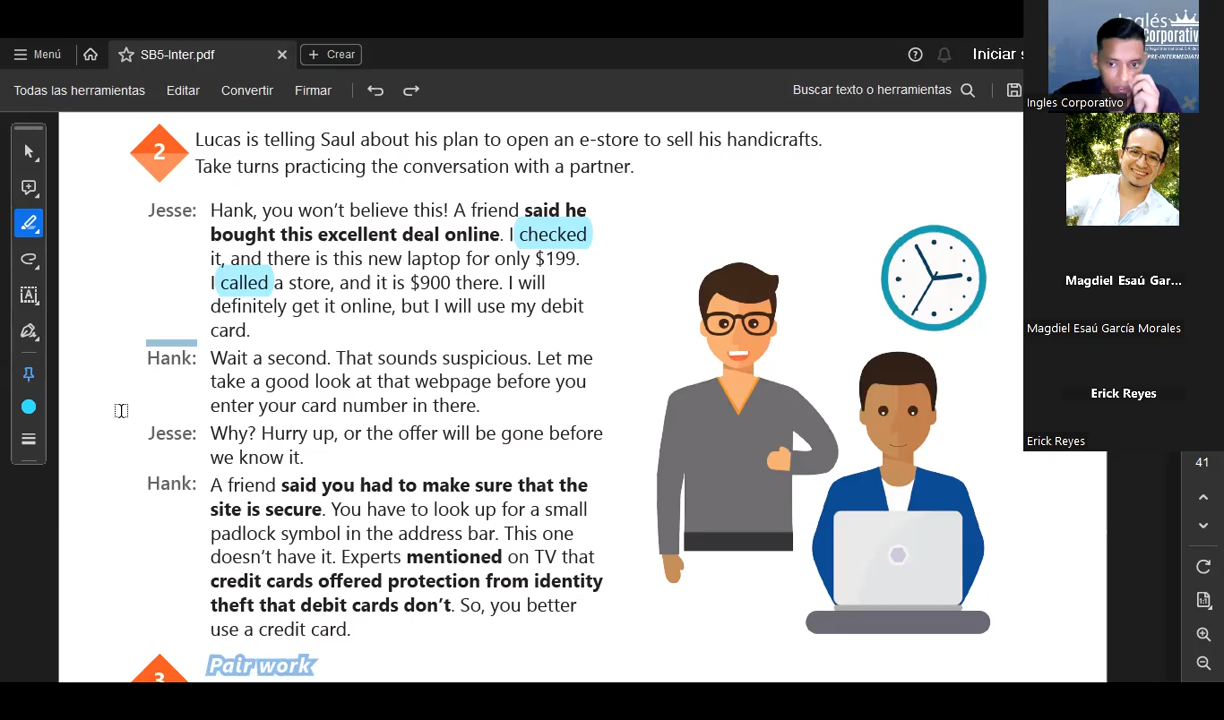 Menú
SB5-Inter.pdf
Crear
Iniciar s
Todas las herramientas
Editar
Convertir
Firmar
Buscar texto o herramientas
2
Lucas is telling Saul about his plan to open an e-store to sell his handicrafts.
Take turns practicing the conversation with a partner.
Jesse: Hank, you won't believe this! A friend said he
bought this excellent deal online. I checked
it, and there is this new laptop for only $199.
I called a store, and it is $900 there. I will
definitely get it online, but I will use my debit
card.
Hank: Wait a second. That sounds suspicious. Let me
take a good look at that webpage before you
enter your card number in there.
Jesse: Why? Hurry up, or the offer will be gone before
we know it.
Hank: A friend said you had to make sure that the
site is secure. You have to look up for a small
padlock symbol in the address bar. This one
doesn't have it. Experts mentioned on TV that
credit cards offered protection from identity
theft that debit cards don't. So, you better
use a credit card.
3
Pair work
Inglés
Corporativo
PRE-INTERMEDIATE
Ingles Corporativo
Magdiel Esaú Gar...
Magdiel Esaú García Morales
Erick Reyes
Erick Reyes
41